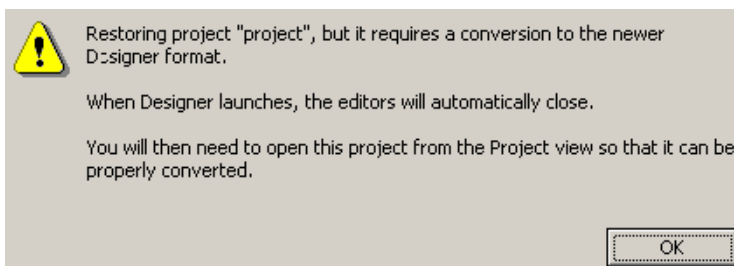 Restoring project "project", but it requires a conversion to the newer
Designer format.
When Designer launches, the editors will automatically close.
You will then need to open this project from the Project view so that it can be
properly converted.
OK